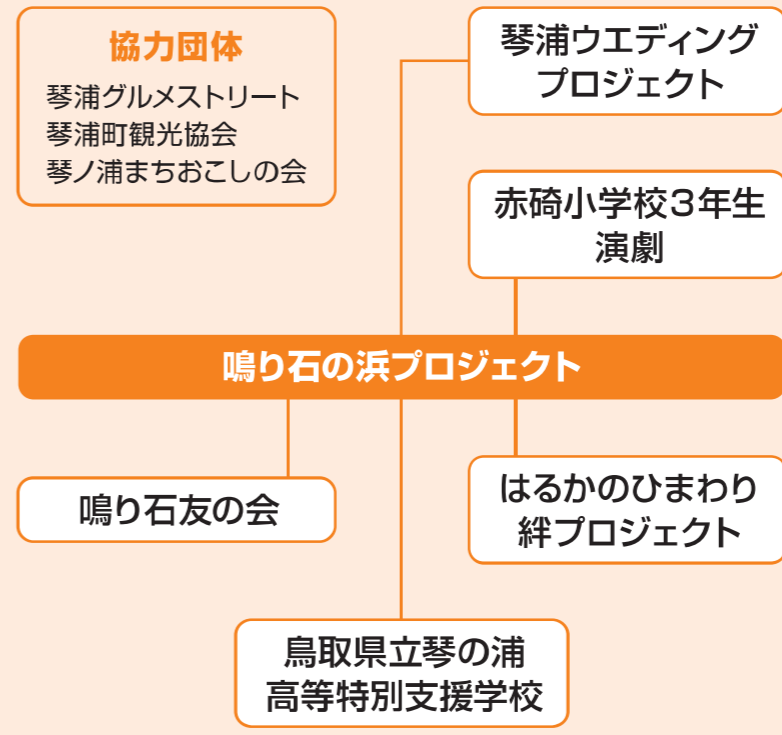 協力団体
琴浦グルメストリート
琴浦町観光協会
琴ノ浦まちおこしの会
琴浦ウエディング
プロジェクト
赤碕小学校3年生
演劇
鳴り石の浜プロジェクト
鳴り石友の会
はるかのひまわり
絆プロジェクト
鳥取県立琴の浦
高等特別支援学校